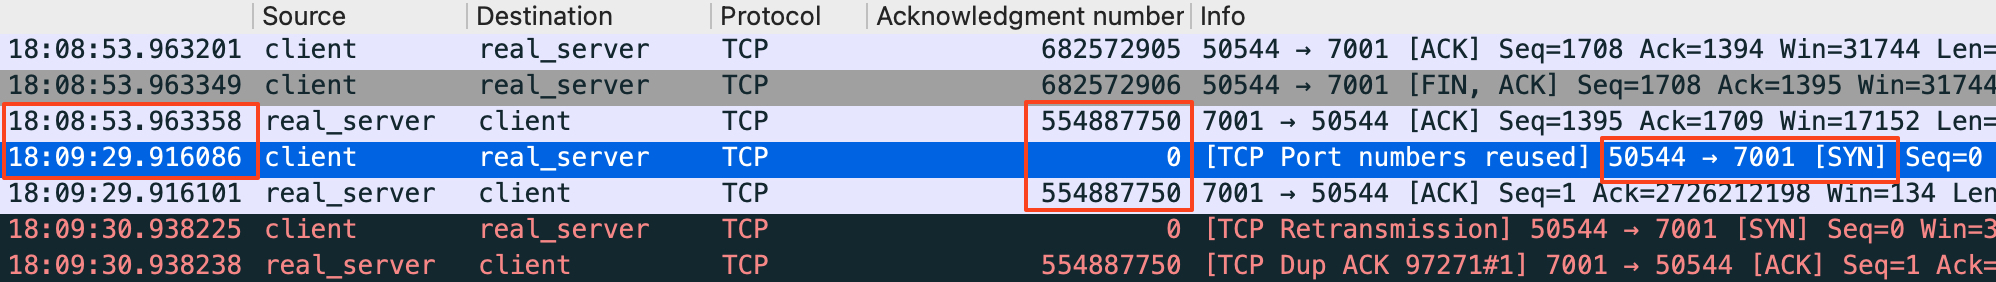 Source Destination Protocol Acknowledgment number Info
18:08:53.963201 client real_server TCP 682572905 50544 → 7001 [ACK] Seq=1708 Ack=1394 Win=31744 Len=
18:08:53.963349 client real_server TCP 682572906 50544 → 7001 [FIN, ACK] Seq=1708 Ack=1395 Win=31744
18:08:53.963358 real_server client TCP 554887750 7001 → 50544 [ACK] Seq=1395 Ack=1709 Win=17152 Len=
18:09:29.916086 client real_server TCP 0 [TCP Port numbers reused] 50544 → 7001 [SYN] Seq=0
18:09:29.916101 real_server client TCP 554887750 7001 → 50544 [ACK] Seq=1 Ack=2726212198 Win=134 Len
18:09:30.938225 client real_server TCP 0 [TCP Retransmission] 50544 → 7001 [SYN] Seq=0 Win=3
18:09:30.938238 real_server client TCP 554887750 [TCP Dup ACK 97271#1] 7001 → 50544 [ACK] Seq=1 Ack=